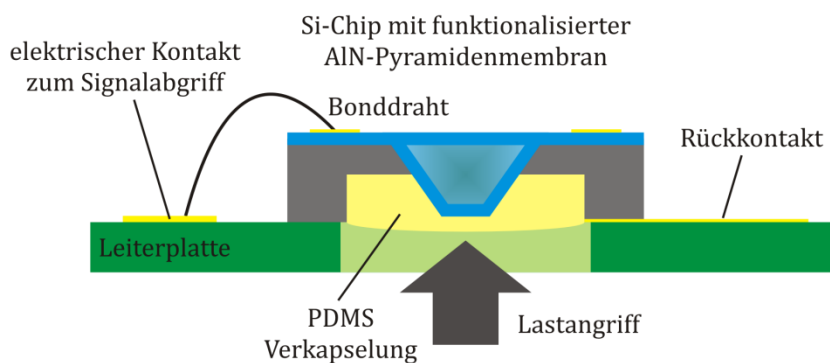 Si-Chip mit funktionalisierter
AlN-Pyramidenmembran
elektrischer Kontakt
zum Signalabgriff
Bonddraht
Rückkontakt
Leiterplatte
PDMS
Verkapselung
Lastangriff